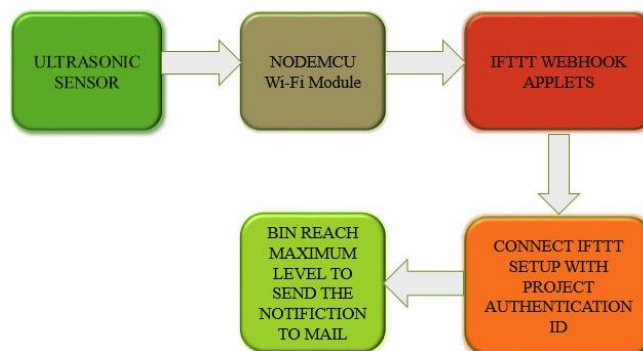 ULTRASONIC
SENSOR
NODEMCU
Wi-Fi Module
IFTTT WEBHOOK
APPLETS
BIN REACH
MAXIMUM
LEVEL TO
SEND THE
NOTIFICTION
TO MAIL
CONNECT IFTTT
SETUP WITH
PROJECT
AUTHENTICATION
ID